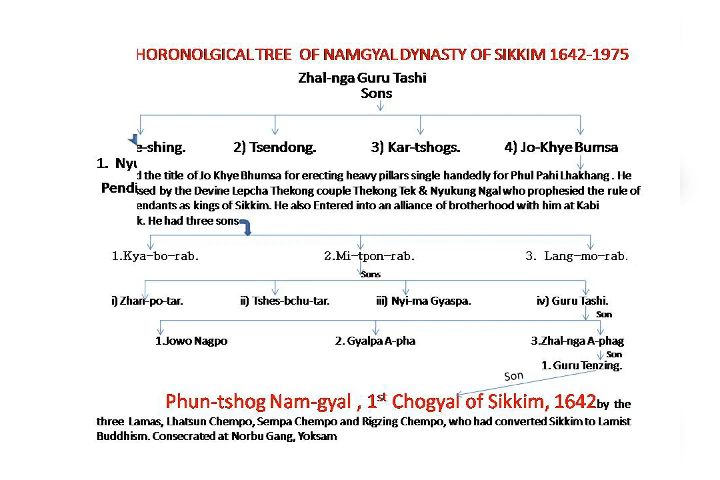 HORONOLGICAL TREE OF NAMGYAL DYNASTY OF SIKKIM 1642-1975
Zhal-nga Guru Tashi
Sons
e-shing. 2) Tsendong. 3) Kar-tshogs. 4) Jo-Khye Bumsa
1. Nyu
d the title of Jo Khye Bhumsa for erecting heavy pillars single handedly for Phul Pahi Lhakhang . He
Pendi sed by the Devine Lepcha Thekong couple Thekong Tek & Nyukung Ngal who prophesied the rule of
endants as kings of Sikkim. He also Entered into an alliance of brotherhood with him at Kabi
k. He had three sons
1.Kya-bo-rab. 2.Mi-tpon-rab. 3. Lang-mo-rab.
Suns
i) Zhan-po-tar. ii) Tshes-bchu-tar. iii) Nyi-ma Gyaspa. iv) Guru Tashi.
Son
1.Jowo Nagpo 2. Gyalpa A-pha 3.Zhal-nga A-phag
Son
1. Guru Tenzing.
Son
Phun-tshog Nam-gyal , 1st Chogyal of Sikkim, 1642by the
three Lamas, Lhatsun Chempo, Sempa Chempo and Rigzing Chempo, who had converted Sikkim to Lamist
Buddhism. Consecrated at Norbu Gang, Yoksam